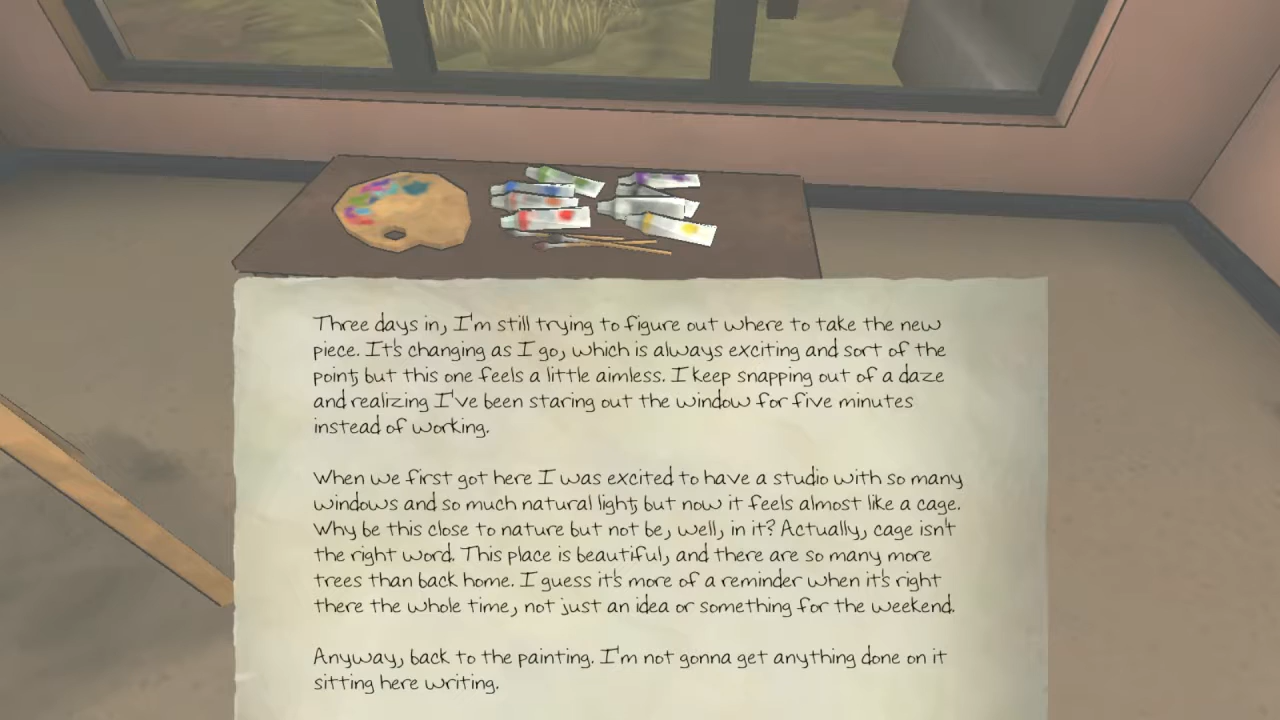 Three days in, I'm still trying to figure out where to take the new
piece. It's changing as I go, which is always exciting and sort of the
point, but this one feels a little aimless. I keep snapping out of a daze
and realizing I've been staring out the window for five minutes
instead of working.
When we first got here I was excited to have a studio with so many
windows and so much natural light, but now it feels almost like a cage.
Why be this close to nature but not be, well, in it? Actually, cage isn't
the right word. This place is beautiful, and there are so many more
trees than back home. I guess it's more of a reminder when it's right
there the whole time, not just an idea or something for the weekend.
Anyway, back to the painting. I'm not gonna get anything done on it
sitting here writing.